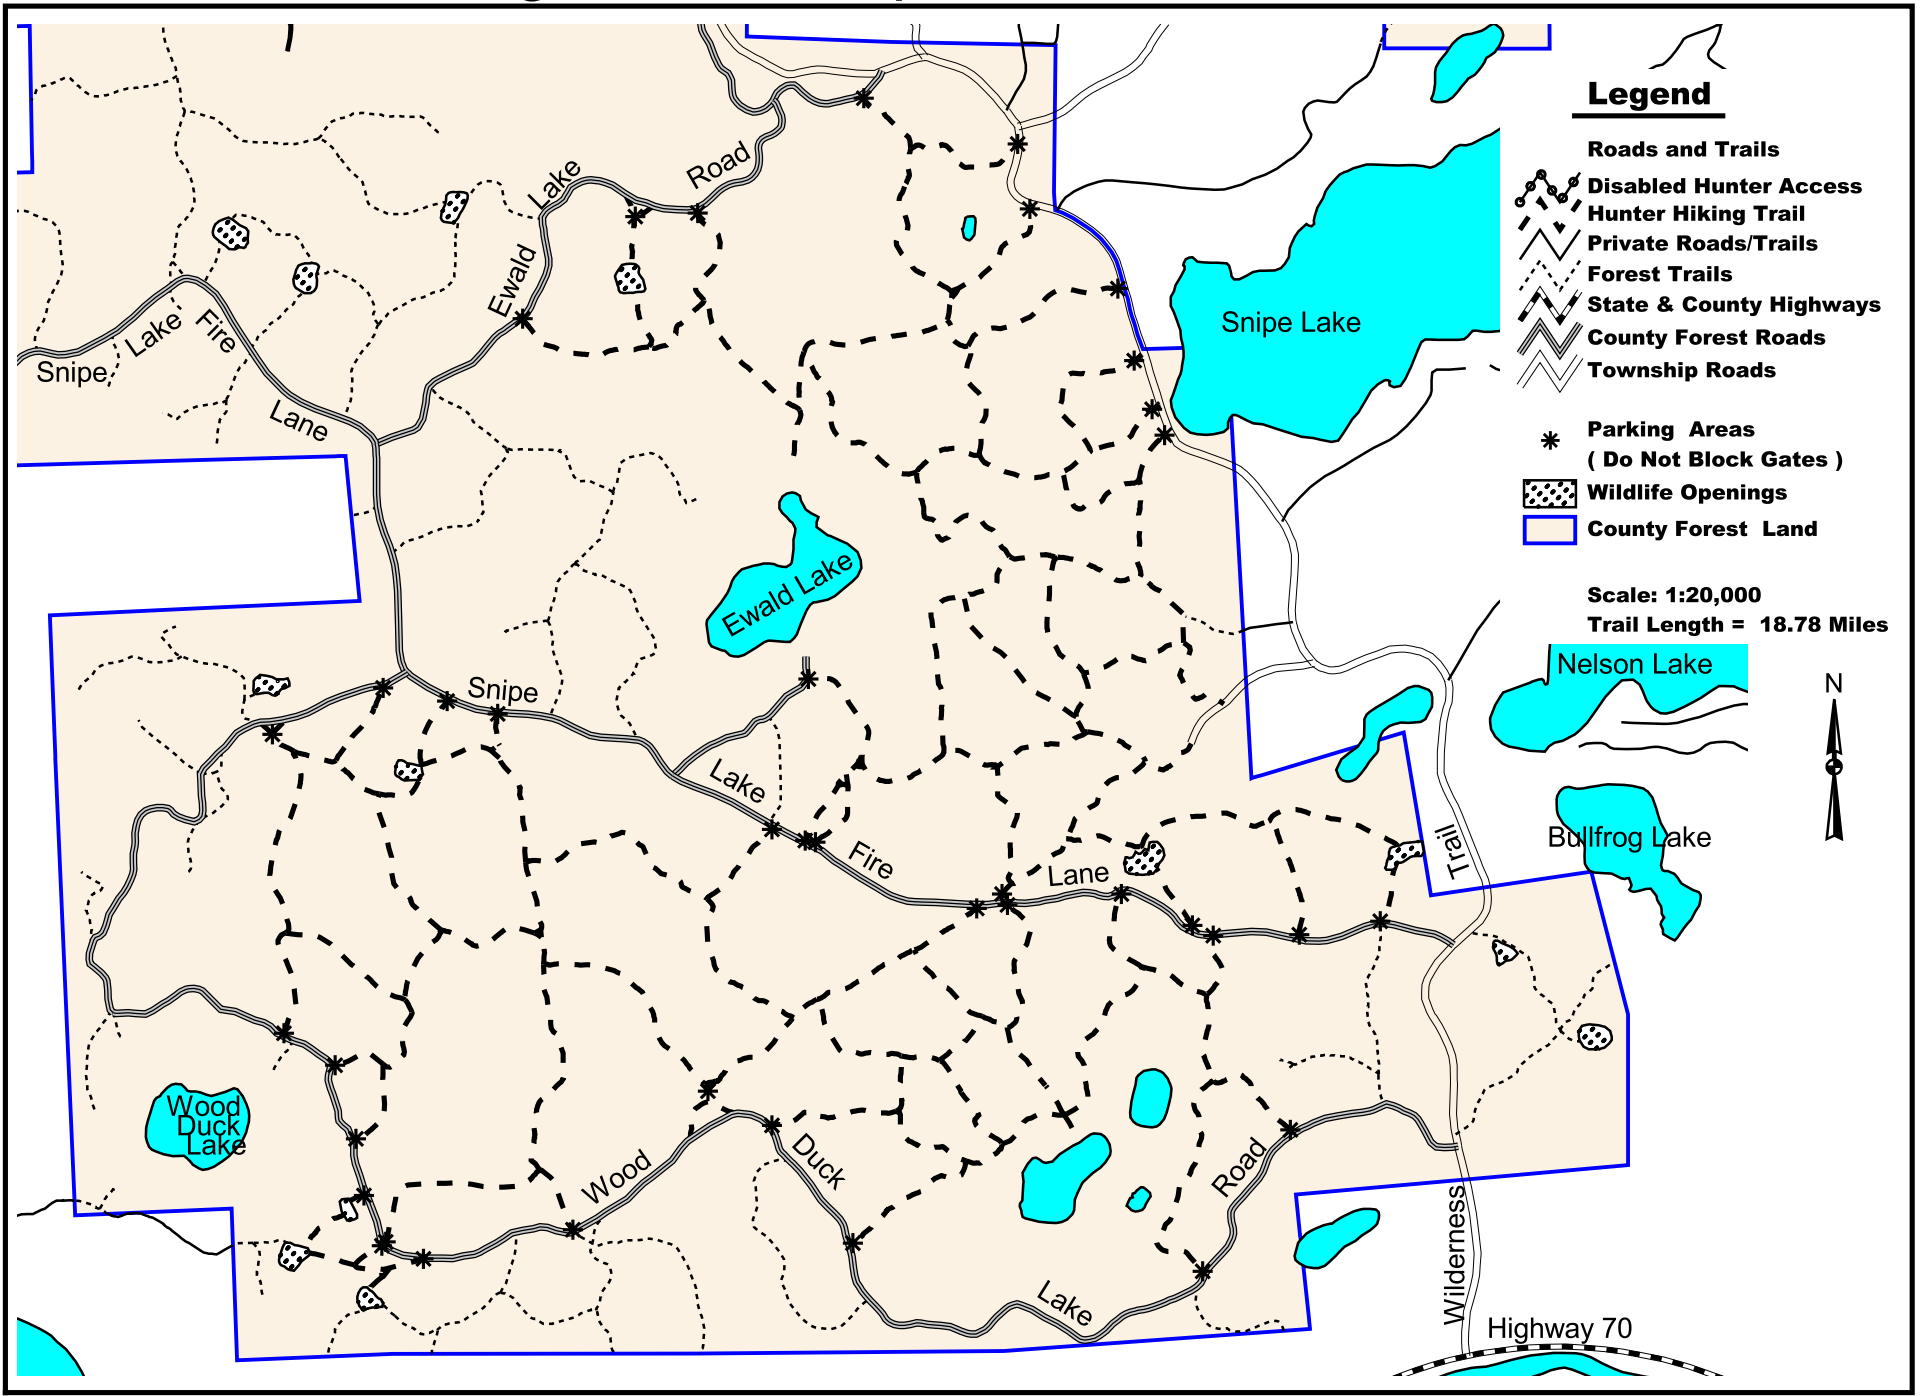 Legend
Roads and Trails
Disabled Hunter Access
Hunter Hiking Trail
Private Roads/Trails
Forest Trails
State & County Highways
County Forest Roads
Township Roads
Parking Areas
( Do Not Block Gates )
Wildlife Openings
County Forest Land
Scale: 1:20,000
Trail Length = 18.78 Miles
N
Ewald Lake Road
Snipe Lake Fire Lane
Snipe Lake
Ewald Lake
Nelson Lake
Bullfrog Lake
Snipe Lake Fire Lane
Wood
Duck
Lake
Wood Duck Lake Road
Wilderness Trail
Highway 70